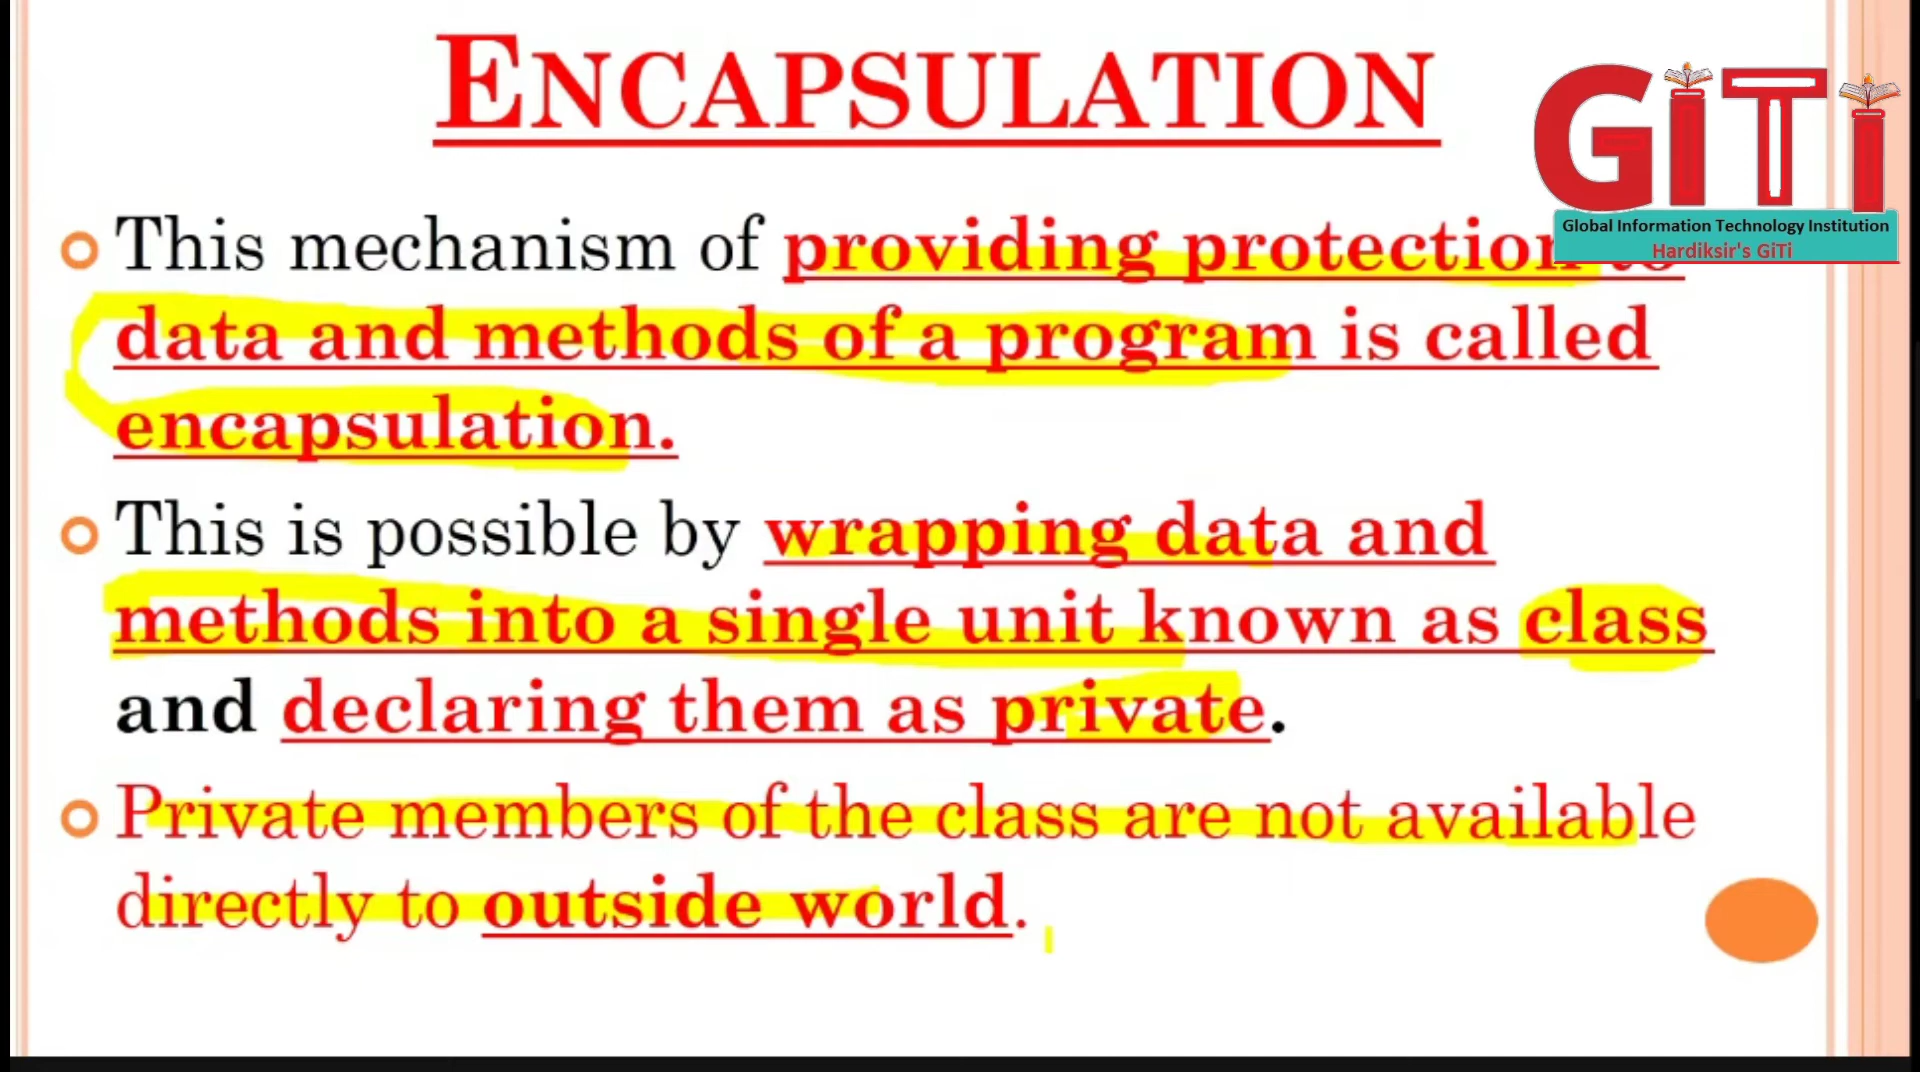 ENCAPSULATION
GiTi
Global Information Technology Institution
Hardiksir's GiTi
This mechanism of providing protection to
data and methods of a program is called
encapsulation.
This is possible by wrapping data and
methods into a single unit known as class
and declaring them as private.
Private members of the class are not available
directly to outside world.